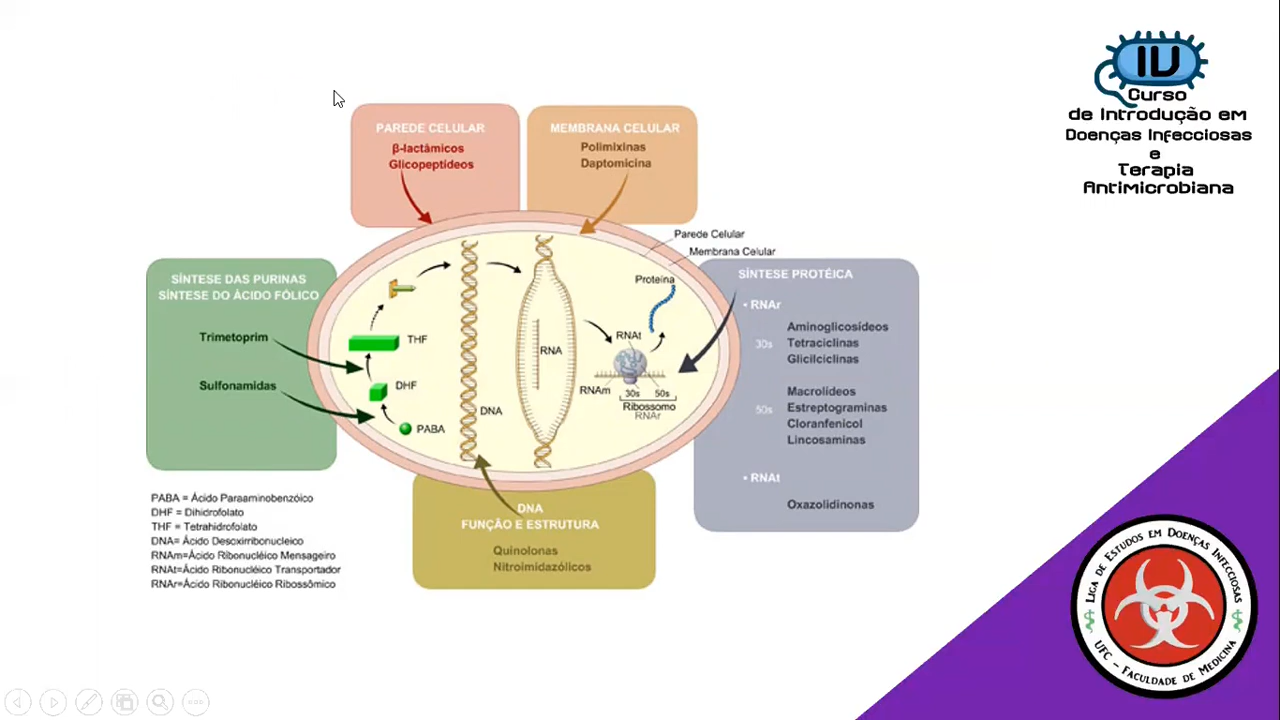 IV
Curso
de Introdução em
Doenças Infecciosas
e
Terapia
Antimicrobiana
PAREDE CELULAR
β-lactâmicos
Glicopeptídeos
MEMBRANA CELULAR
Polimixinas
Daptomicina
Parede Celular
Membrana Celular
SÍNTESE DAS PURINAS
SÍNTESE DO ÁCIDO FÓLICO
Trimetoprim
Sulfonamidas
THF
DHF
PABA
DNA
RNA
Proteína
RNAt
RNAm
30s 50s
Ribossomo
RNAr
SÍNTESE PROTÉICA
• RNAr
30s
Aminoglicosídeos
Tetraciclinas
Glicilciclinas
50s
Macrolídeos
Estreptograminas
Cloranfenicol
Lincosaminas
• RNAt
Oxazolidinonas
DNA
FUNÇÃO E ESTRUTURA
Quinolonas
Nitroimidazólicos
PABA = Ácido Paraaminobenzóico
DHF = Dihidrofolato
THF = Tetrahidrofolato
DNA= Ácido Desoxirribonucleico
RNAm=Ácido Ribonucléico Mensageiro
RNAt=Ácido Ribonucléico Transportador
RNAr=Ácido Ribonucléico Ribossômico
Liga de Estudos em Doenças Infecciosas
UFC – Faculdade de Medicina